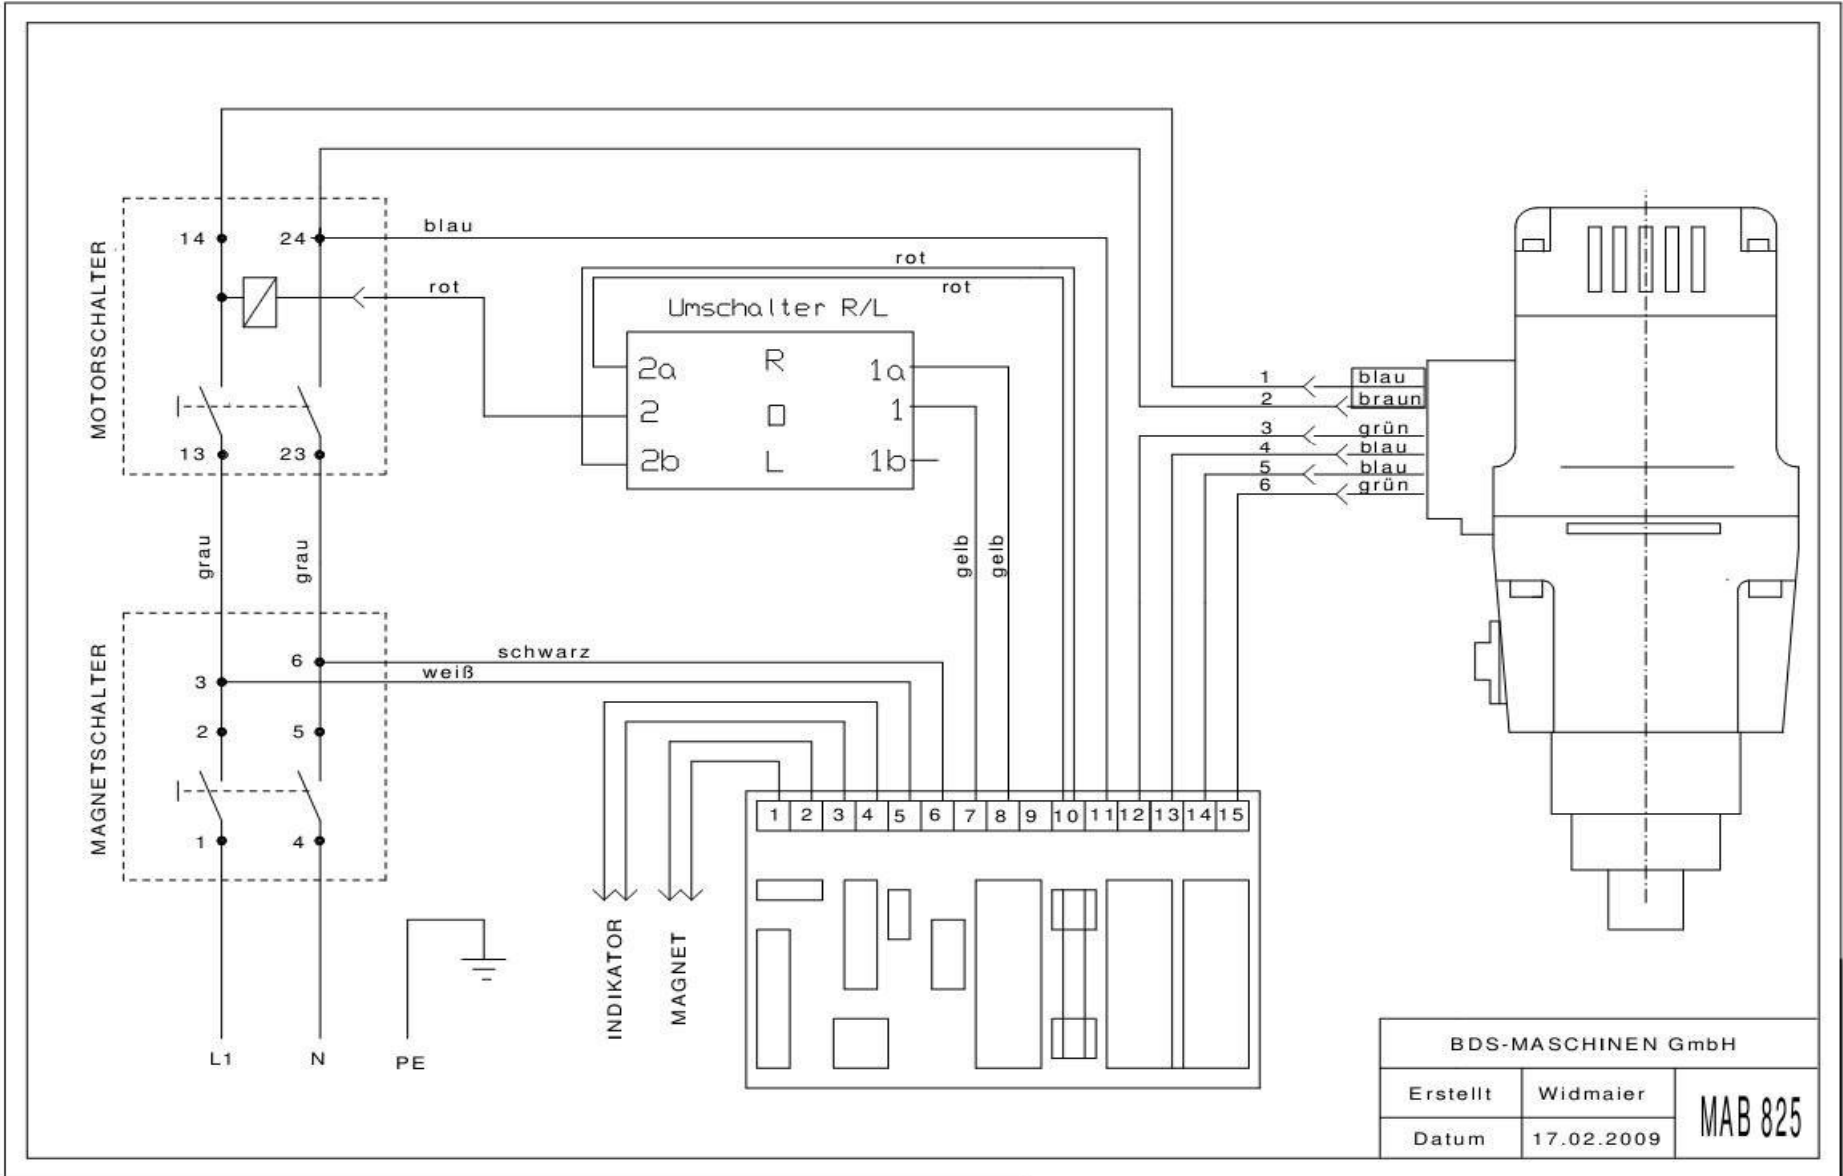 MOTORSCHALTER
14
24
13
23
blau
rot
rot
rot
Umschalter R/L
2a R 1a
2 0 1
2b L 1b
1 blau
2 braun
3 grün
4 blau
5 blau
6 grün
grau
grau
gelb
gelb
MAGNETSCHALTER
6
3
2
5
1
4
schwarz
weiß
1 2 3 4 5 6 7 8 9 10 11 12 13 14 15
INDIKATOR
MAGNET
L1
N
PE
BDS-MASCHINEN GmbH
Erstellt Widmaier
Datum 17.02.2009
MAB 825